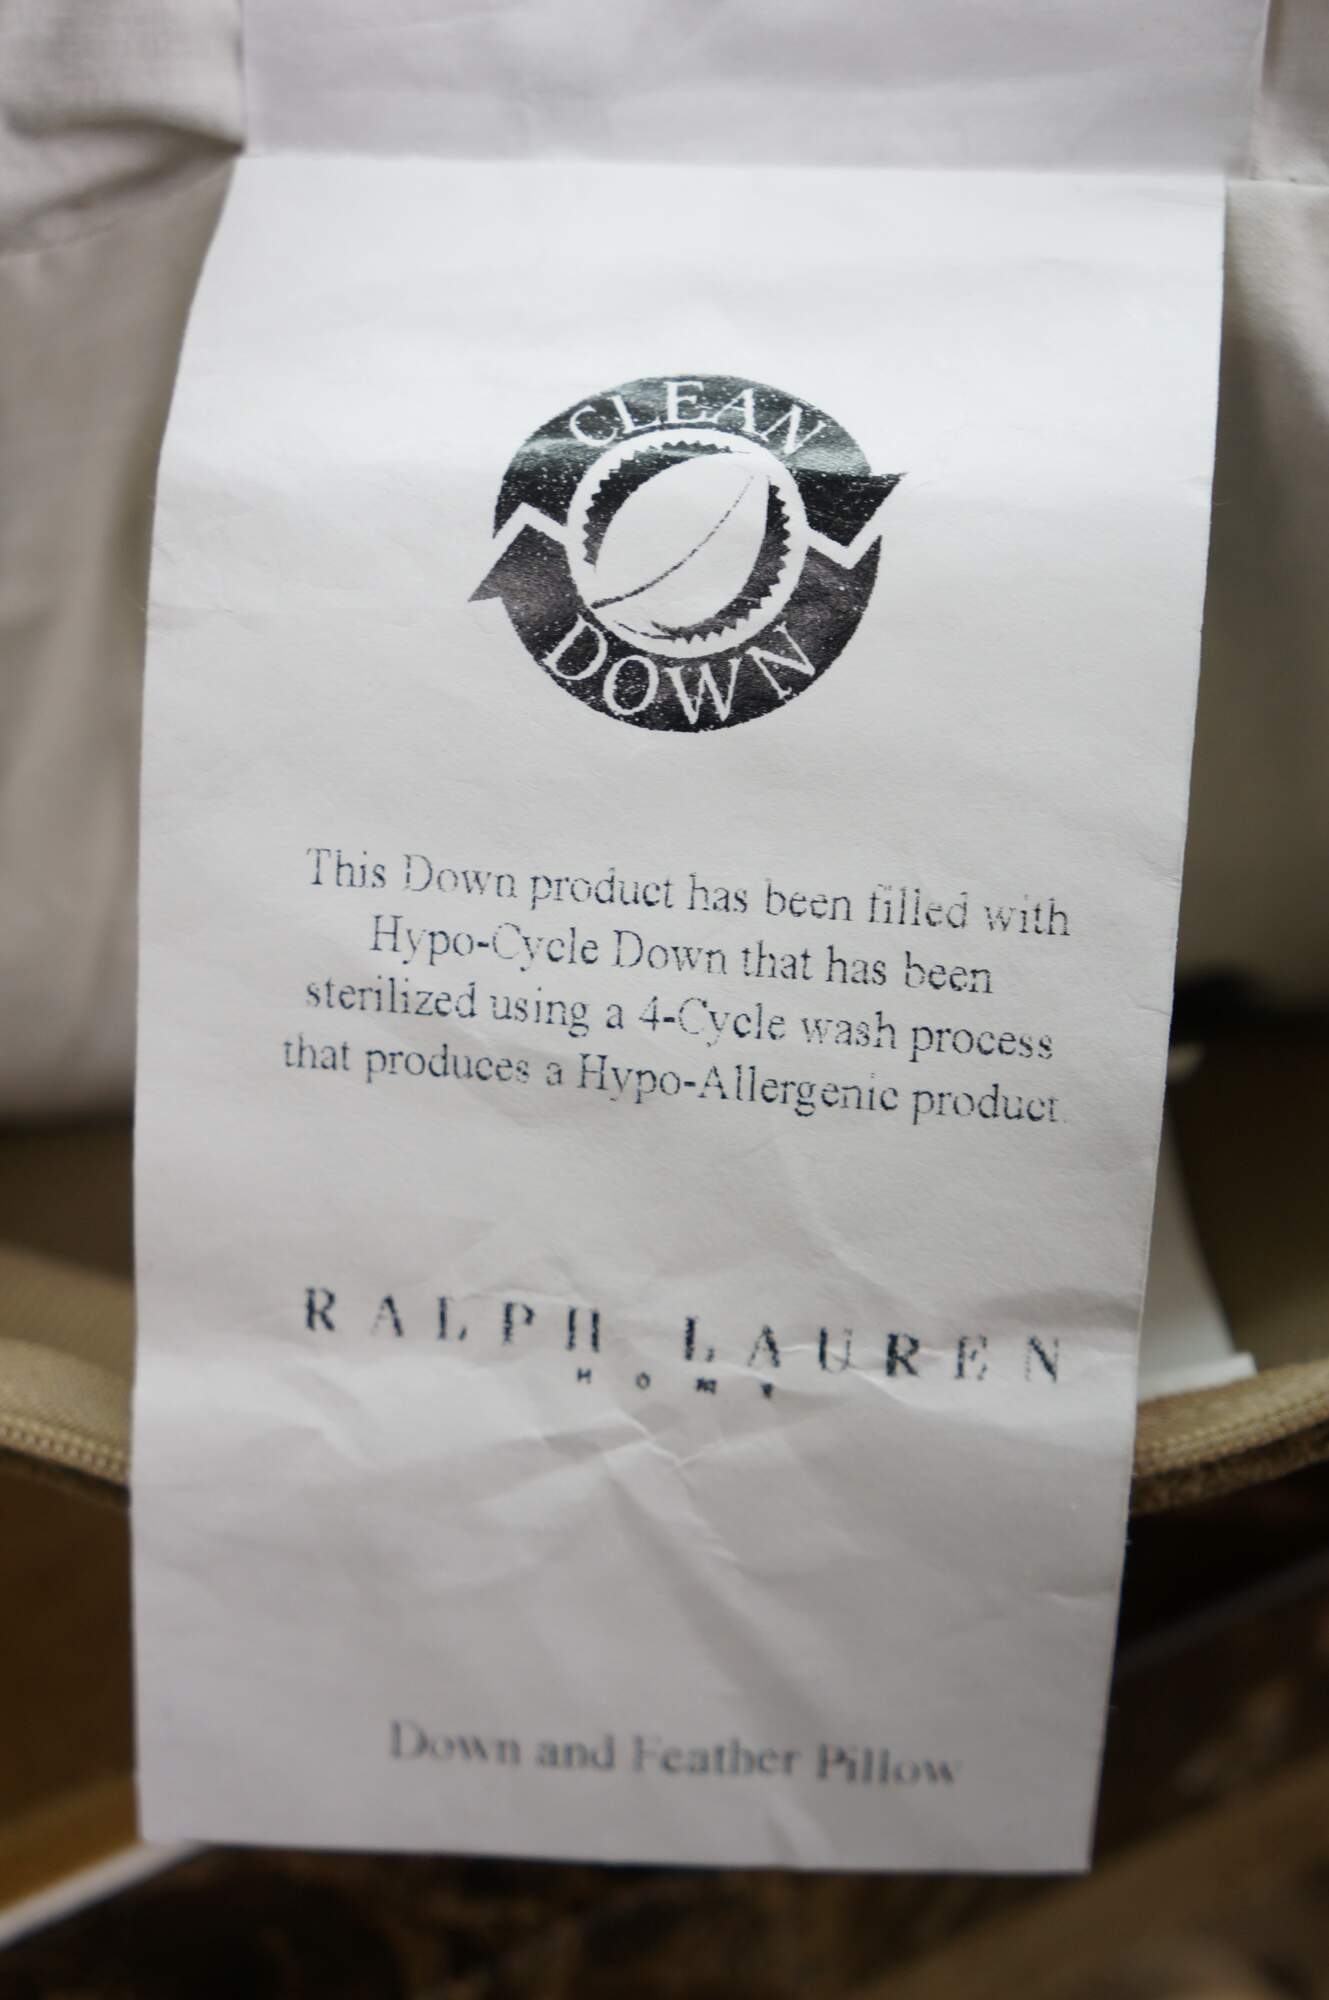 CLEAN
DOWN
This Down product has been filled with
Hypo-Cycle Down that has been
sterilized using a 4-Cycle wash process
that produces a Hypo-Allergenic product.
RALPH LAUREN
HOME
Down and Feather Pillow